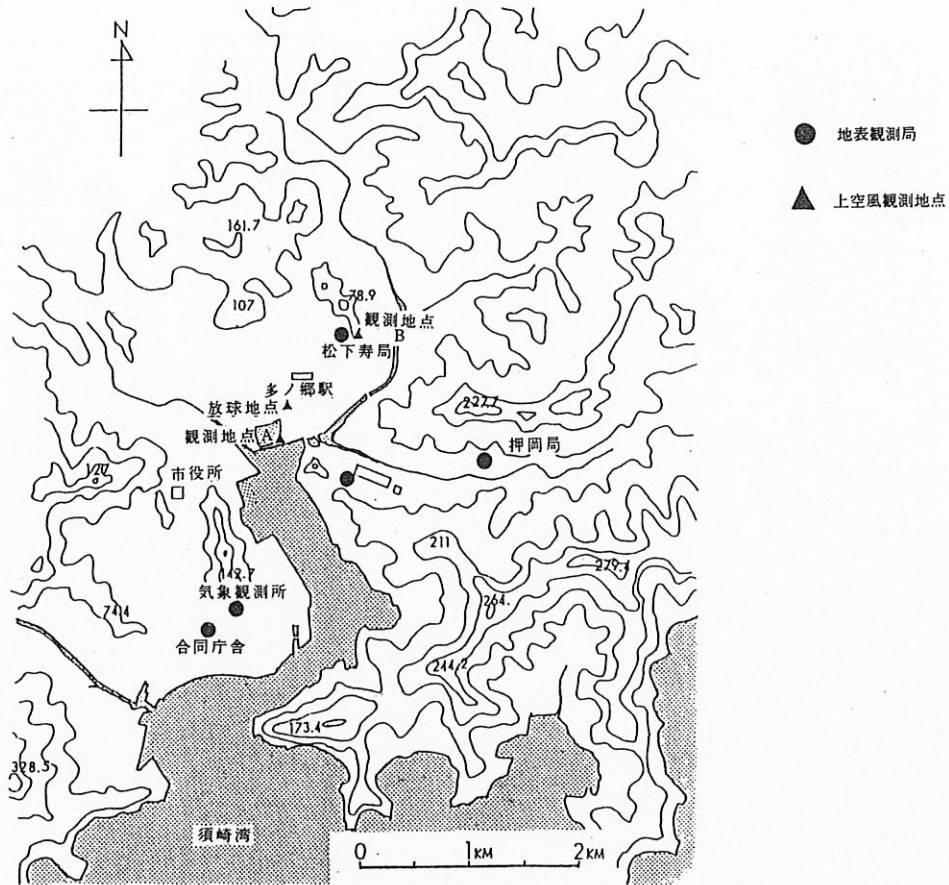 N
地表観測局
上空風観測地点
161.7
107
78.9
観測地点
B
松下寿局
多ノ郷駅
放球地点
観測地点 A
押岡局
市役所
211
142.7
279.4
気象観測所
264.
74.4
合同庁舎
244.2
173.4
328.5
須崎湾
0 1KM 2KM